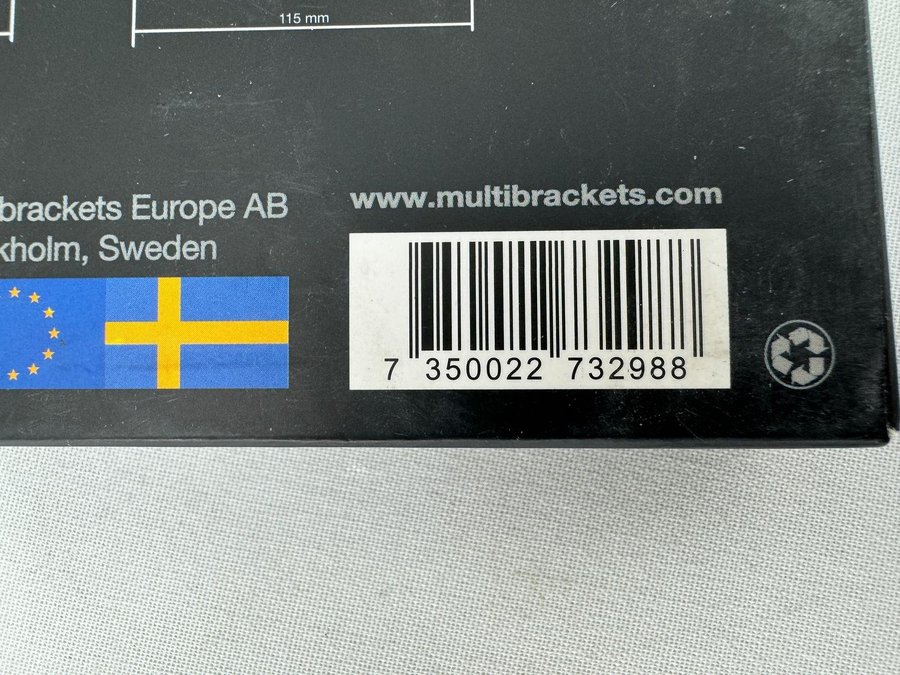 115 mm
brackets Europe AB
kholm, Sweden
www.multibrackets.com
7 350022 732988